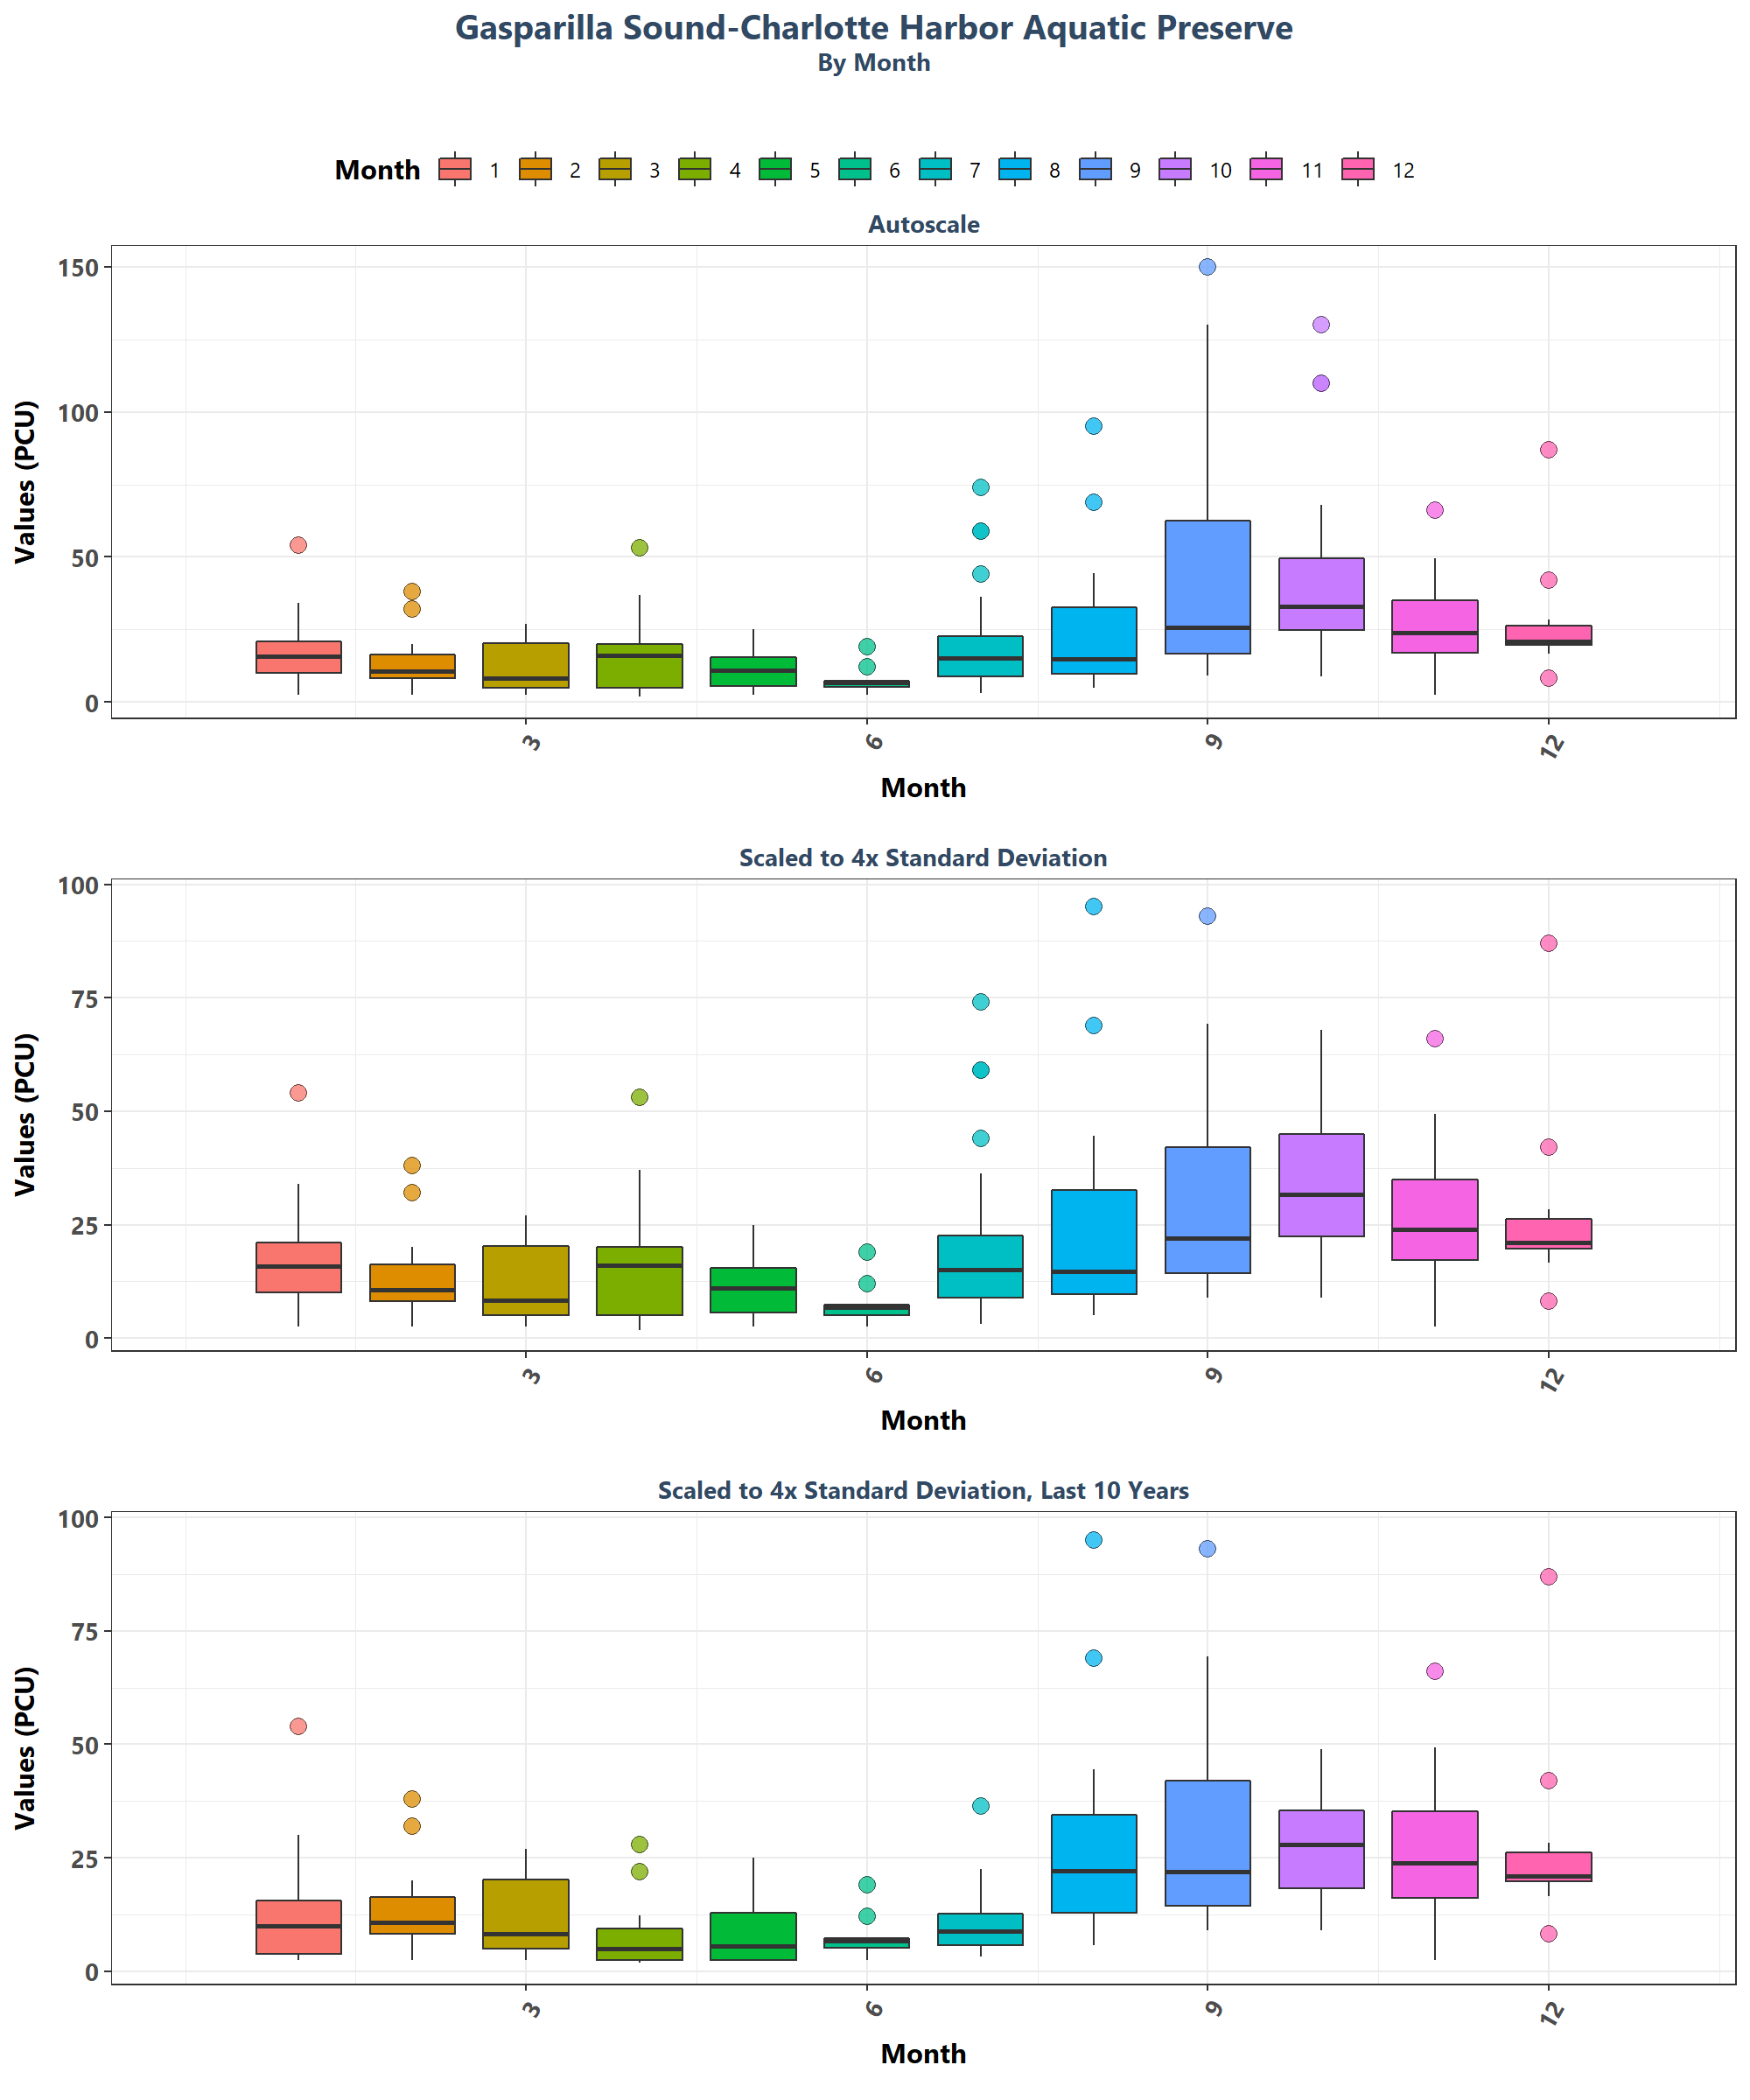 Gasparilla Sound-Charlotte Harbor Aquatic Preserve
By Month
Month 1 2 3 4 5 6 7 8 9 10 11 12
Autoscale
Values (PCU)
150
100
50
0
3 6 9 12
Month
Scaled to 4x Standard Deviation
Values (PCU)
100
75
50
25
0
3 6 9 12
Month
Scaled to 4x Standard Deviation, Last 10 Years
Values (PCU)
100
75
50
25
0
3 6 9 12
Month